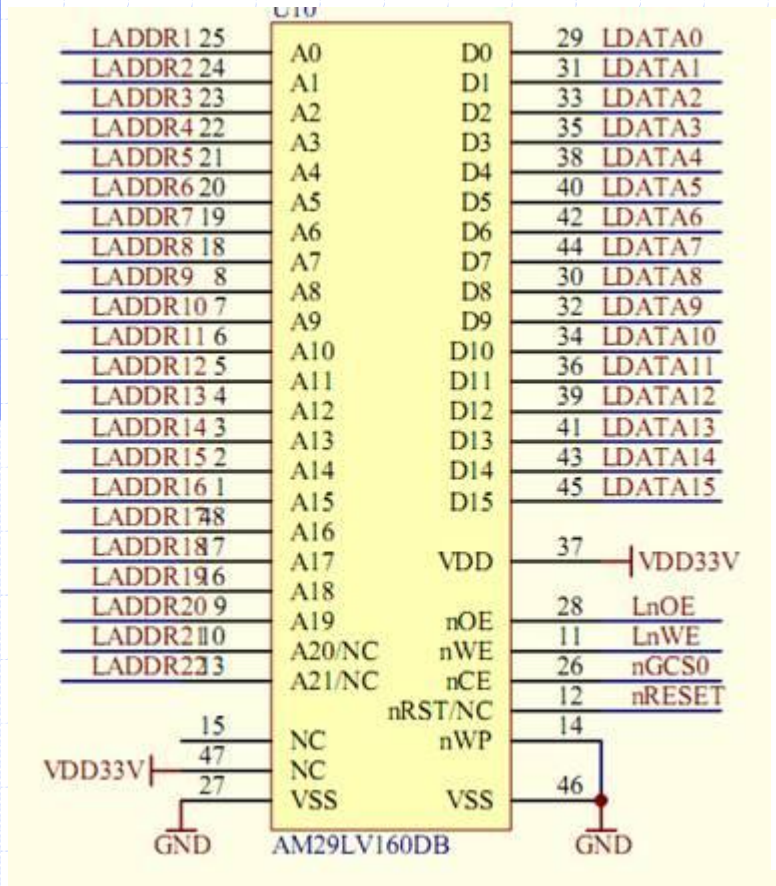 U10
LADDR1 25 A0 D0 29 LDATA0
LADDR2 24 A1 D1 31 LDATA1
LADDR3 23 A2 D2 33 LDATA2
LADDR4 22 A3 D3 35 LDATA3
LADDR5 21 A4 D4 38 LDATA4
LADDR6 20 A5 D5 40 LDATA5
LADDR7 19 A6 D6 42 LDATA6
LADDR8 18 A7 D7 44 LDATA7
LADDR9 8 A8 D8 30 LDATA8
LADDR10 7 A9 D9 32 LDATA9
LADDR11 6 A10 D10 34 LDATA10
LADDR12 5 A11 D11 36 LDATA11
LADDR13 4 A12 D12 39 LDATA12
LADDR14 3 A13 D13 41 LDATA13
LADDR15 2 A14 D14 43 LDATA14
LADDR16 1 A15 D15 45 LDATA15
LADDR17 48 A16
LADDR18 17 A17 VDD 37 VDD33V
LADDR19 16 A18
LADDR20 9 A19 nOE 28 LnOE
LADDR21 10 A20/NC nWE 11 LnWE
LADDR22 13 A21/NC nCE 26 nGCS0
nRST/NC 12 nRESET
15 NC nWP 14
VDD33V 47 NC
27 VSS VSS 46
GND AM29LV160DB GND